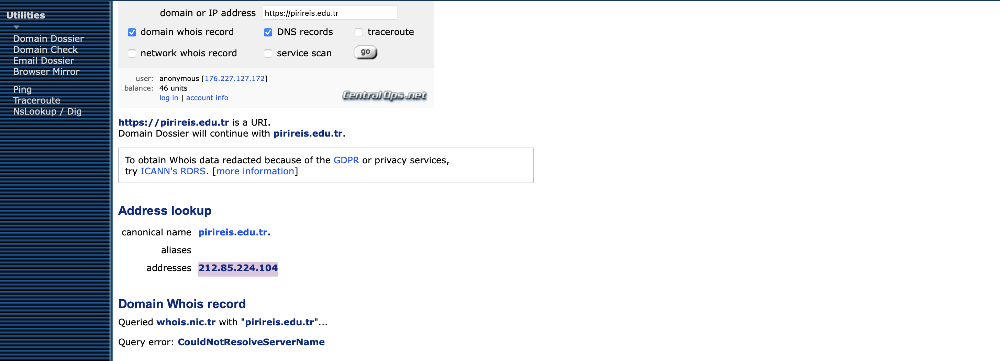 Utilities
Domain Dossier
Domain Check
Email Dossier
Browser Mirror
Ping
Traceroute
NsLookup / Dig
domain or IP address https://pirireis.edu.tr
domain whois record DNS records traceroute
network whois record service scan go
user: anonymous [176.227.127.172]
balance: 46 units
log in | account info
CentralOps.net
https://pirireis.edu.tr is a URI.
Domain Dossier will continue with pirireis.edu.tr.
To obtain Whois data redacted because of the GDPR or privacy services,
try ICANN's RDRS. [more information]
Address lookup
canonical name pirireis.edu.tr.
aliases
addresses 212.85.224.104
Domain Whois record
Queried whois.nic.tr with "pirireis.edu.tr"...
Query error: CouldNotResolveServerName